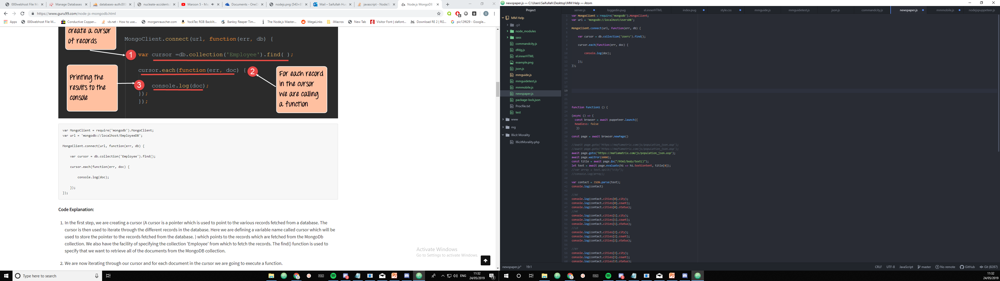 000webhost File Ma
Manage Databases
databases-auth.000
nucleate-accidents.
Maroon 5 - Ma
Documents - OneD
nodejs.png (543×8
Mail – Saifullah Hu
javascript - NodeJS
Node.js MongoDB
https://www.guru99.com/node-js-mongodb.html
Apps
000webhost File M...
Conductive Copper...
vb.net - How to use...
morganrauscher.com
YockTec RGB Backlit...
Banksy Reaper Tim...
The Node.js Master...
MegaLinks
iMacros
New Tab
Visitor Font | dafont...
Download RE 2 | RG...
pic12f629 - Google...
create a cursor
of records
MongoClient.connect(url, function(err, db) {
1 var cursor =db.collection('Employee').find( );
cursor.each(function(err, doc) { 2
3 console.log(doc);
});
});
Printing the
results to the
console
For each record
in the cursor
we are calling
a function
var MongoClient = require('mongodb').MongoClient;
var url = 'mongodb://localhost/EmployeeDB';
MongoClient.connect(url, function(err, db) {
var cursor = db.collection('Employee').find();
cursor.each(function(err, doc) {
console.log(doc);
});
});
Code Explanation:
1. In the first step, we are creating a cursor (A cursor is a pointer which is used to point to the various records fetched from a database. The
cursor is then used to iterate through the different records in the database. Here we are defining a variable name called cursor which will be
used to store the pointer to the records fetched from the database. ) which points to the records which are fetched from the MongoDb
collection. We also have the facility of specifying the collection 'Employee' from which to fetch the records. The find() function is used to
specify that we want to retrieve all of the documents from the MongoDB collection.
2. We are now iterating through our cursor and for each document in the cursor we are going to execute a function.
Activate Windows
Go to Settings to activate Windows.
Type here to search
ENG
11:32
24/05/2019
newspaper.js — C:\Users\Saifullah\Desktop\MM Help — Atom
Project
MM Help
.git
node_modules
sass
commandcity.js
dfdg.js
el.innerHTML
example.png
json.js
mmguide.js
mmguidetest.js
mmmobile.js
newspaper.js
package-lock.json
Procfile.txt
test
www
mg
Illicit Morality
IllicitMorality.php
server.js
loggedin.pug
el.innerHTML
index.pug
style.css
mmguide.js
mmguidetest.js
json.js
commandcity.js
newspaper.js
mmmobile.js
nodejspuppeteer.js
var MongoClient = require('mongodb').MongoClient;
var url = 'mongodb://localhost/UsersDB';
MongoClient.connect(url, function(err, db) {
var cursor = db.collection('Users').find();
cursor.each(function(err, doc) {
console.log(doc);
});
});
function function1 () {
(async () => {
const browser = await puppeteer.launch({
headless: false
})
const page = await browser.newPage()
//await page.goto('https://mafiamatrix.com/js/population_json.asp');
//await page.goto('https://mafiamatrix.com/js/population_json.asp');
await page.goto('https://mafiamatrix.com/js/population_json.asp');
await page.waitFor(6000);
const title = await page.$x("/html/body/text()");
let text = await page.evaluate(h1 => h1.textContent, title[0]);
//var array = text.split("city");
//console.log(array);
var contact = JSON.parse(text);
console.log(contact)
//AK
console.log(contact.cities[0].city);
console.log(contact.cities[0].count);
console.log(contact.cities[0].status);
//HK
console.log(contact.cities[1].city);
console.log(contact.cities[1].count);
console.log(contact.cities[1].status);
//LD
console.log(contact.cities[2].city);
console.log(contact.cities[2].count);
console.log(contact.cities[2].status);
//NY
console.log(contact.cities[3].city);
console.log(contact.cities[3].count);
console.log(contact.cities[3].status);
newspaper.js* 19:1
CRLF UTF-8 JavaScript master No remote GitHub Git (8287)
11:32
24/05/2019